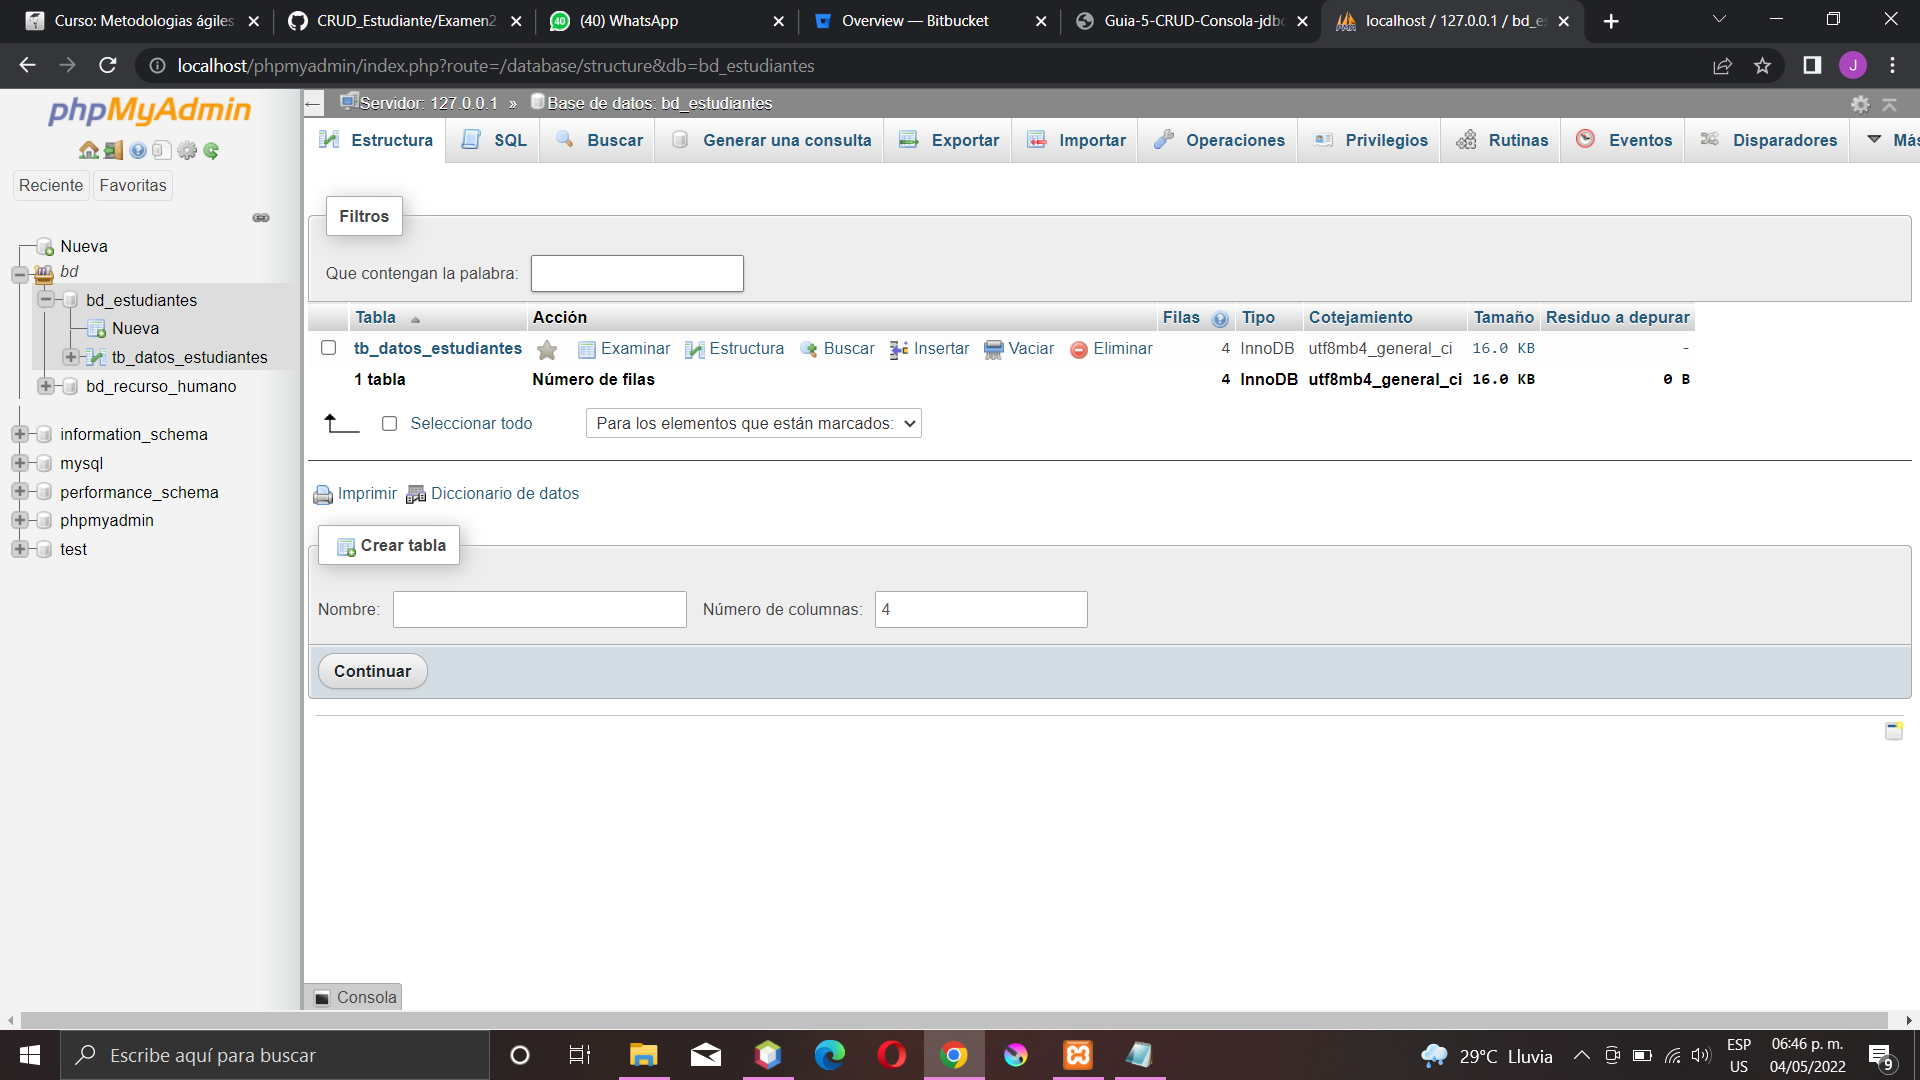 Curso: Metodologias ágiles
CRUD_Estudiante/Examen2
(40) WhatsApp
Overview — Bitbucket
Guia-5-CRUD-Consola-jdbc
localhost / 127.0.0.1 / bd_es
localhost/phpmyadmin/index.php?route=/database/structure&db=bd_estudiantes
J
phpMyAdmin
Reciente
Favoritas
Nueva
bd
bd_estudiantes
Nueva
tb_datos_estudiantes
bd_recurso_humano
information_schema
mysql
performance_schema
phpmyadmin
test
Servidor: 127.0.0.1 » Base de datos: bd_estudiantes
Estructura SQL Buscar Generar una consulta Exportar Importar Operaciones Privilegios Rutinas Eventos Disparadores Más
Filtros
Que contengan la palabra:
Tabla Acción Filas Tipo Cotejamiento Tamaño Residuo a depurar
tb_datos_estudiantes Examinar Estructura Buscar Insertar Vaciar Eliminar 4 InnoDB utf8mb4_general_ci 16.0 KB -
1 tabla Número de filas 4 InnoDB utf8mb4_general_ci 16.0 KB 0 B
Seleccionar todo Para los elementos que están marcados:
Imprimir Diccionario de datos
Crear tabla
Nombre: Número de columnas: 4
Continuar
Consola
Escribe aquí para buscar
29°C Lluvia
ESP
US
06:46 p. m.
04/05/2022
9